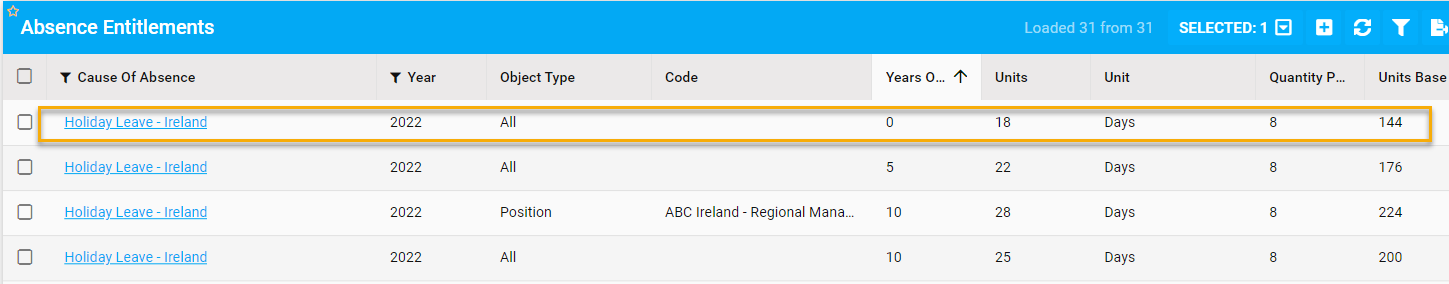 Absence Entitlements Loaded 31 from 31 SELECTED: 1
Cause Of Absence Year Object Type Code Years O... Units Unit Quantity P... Units Base
Holiday Leave - Ireland 2022 All 0 18 Days 8 144
Holiday Leave - Ireland 2022 All 5 22 Days 8 176
Holiday Leave - Ireland 2022 Position ABC Ireland - Regional Mana... 10 28 Days 8 224
Holiday Leave - Ireland 2022 All 10 25 Days 8 200